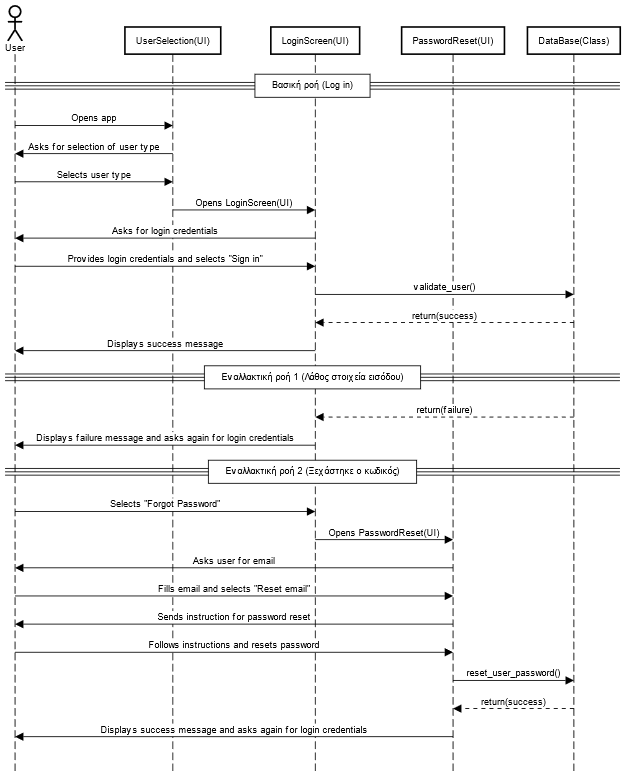 User
UserSelection(UI)
LoginScreen(UI)
PasswordReset(UI)
DataBase(Class)
Βασική ροή (Log in)
Opens app
Asks for selection of user type
Selects user type
Opens LoginScreen(UI)
Asks for login credentials
Provides login credentials and selects "Sign in"
validate_user()
return(success)
Displays success message
Εναλλακτική ροή 1 (Λάθος στοιχεία εισόδου)
return(failure)
Displays failure message and asks again for login credentials
Εναλλακτική ροή 2 (Ξεχάστηκε ο κωδικός)
Selects "Forgot Password"
Opens PasswordReset(UI)
Asks user for email
Fills email and selects "Reset email"
Sends instruction for password reset
Follows instructions and resets password
reset_user_password()
return(success)
Displays success message and asks again for login credentials